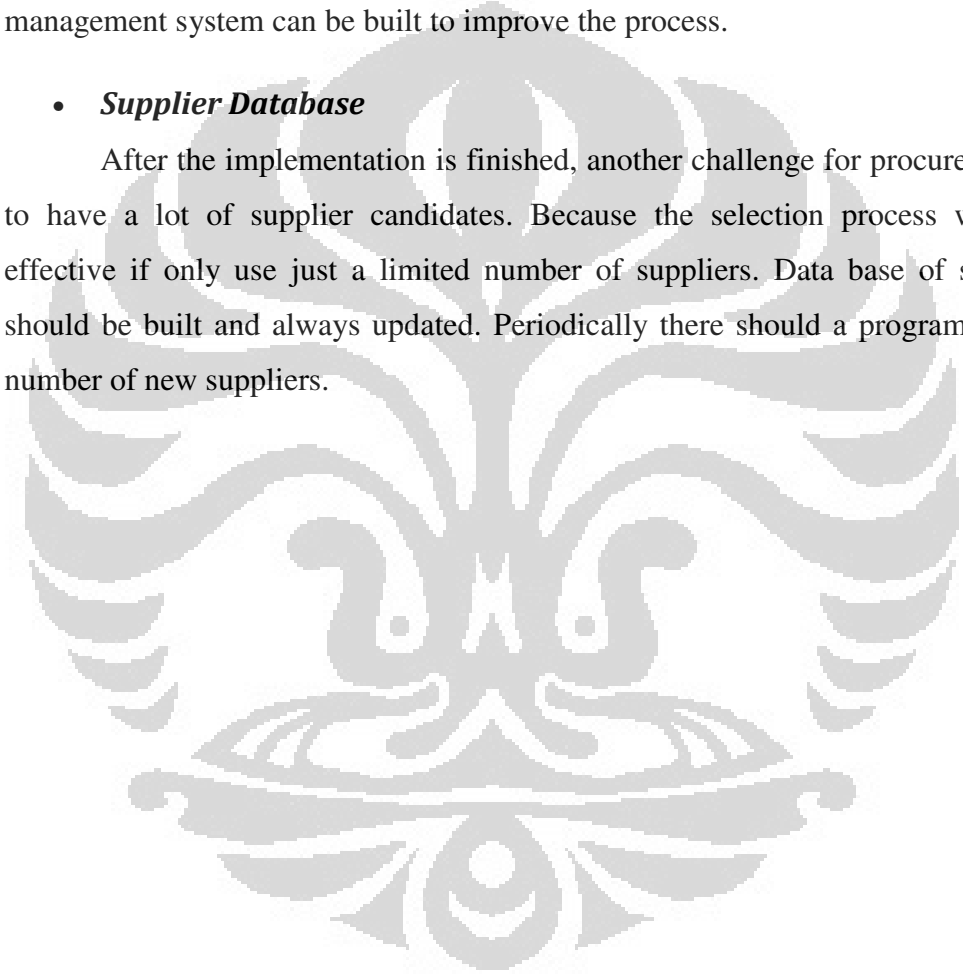 management system can be built to improve the process.
• Supplier Database
After the implementation is finished, another challenge for procure
to have a lot of supplier candidates. Because the selection process
effective if only use just a limited number of suppliers. Data base of
should be built and always updated. Periodically there should a program
number of new suppliers.